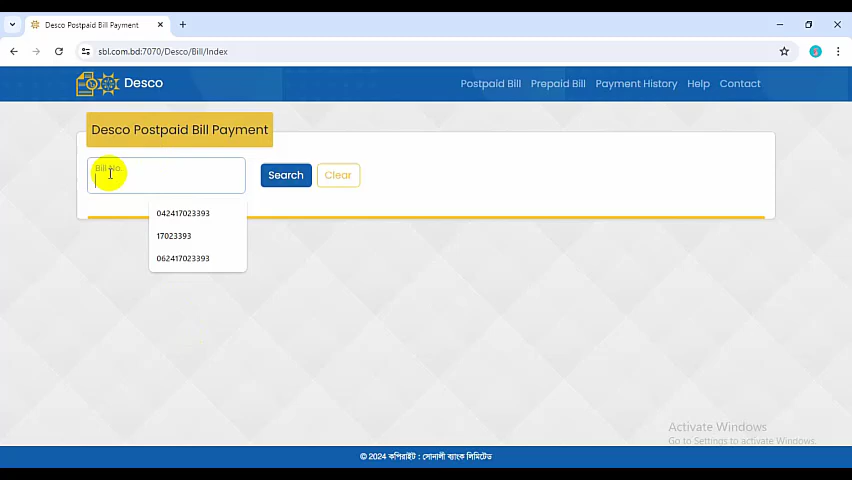 Desco Postpaid Bill Payment
sbl.com.bd:7070/Desco/Bill/Index
Desco
Postpaid Bill
Prepaid Bill
Payment History
Help
Contact
Desco Postpaid Bill Payment
Bill No.
Search
Clear
042417023393
17023393
062417023393
Activate Windows
Go to Settings to activate Windows.
© 2024 কপিরাইট : সোনালী ব্যাংক লিমিটেড